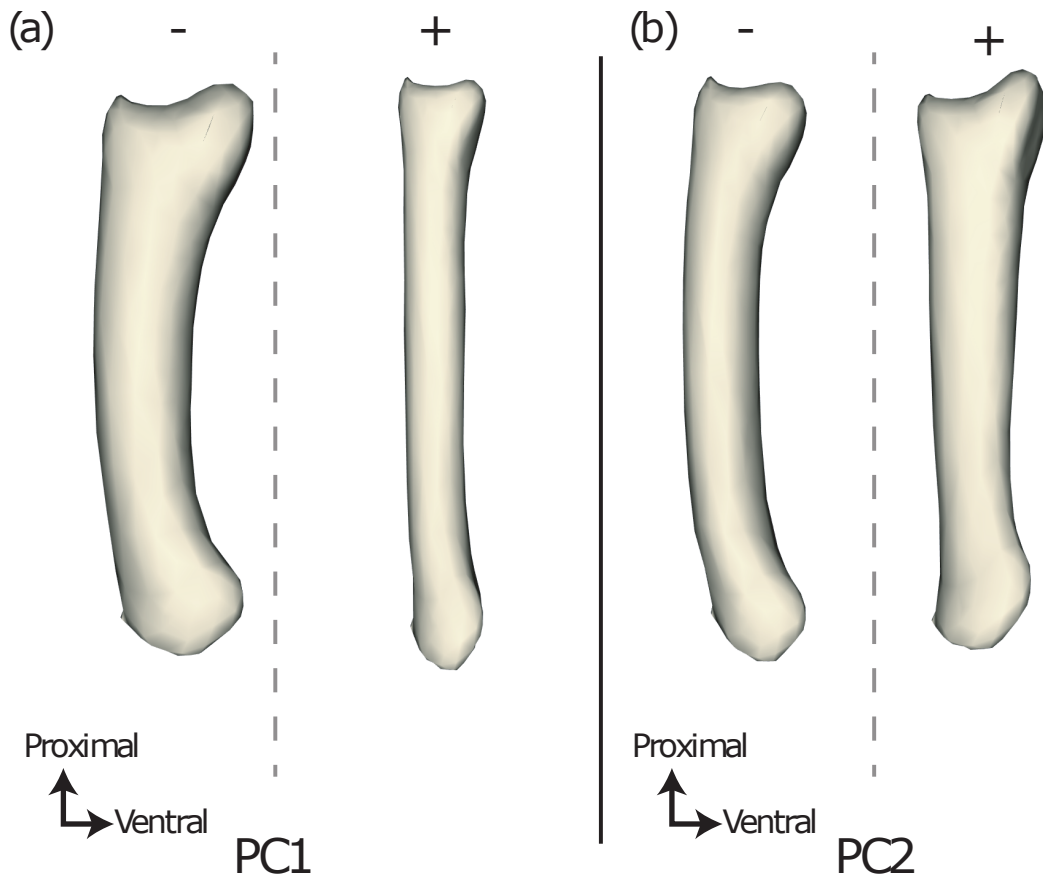 (a) - +
(b) - +
Proximal
Ventral
PC1
Proximal
Ventral
PC2